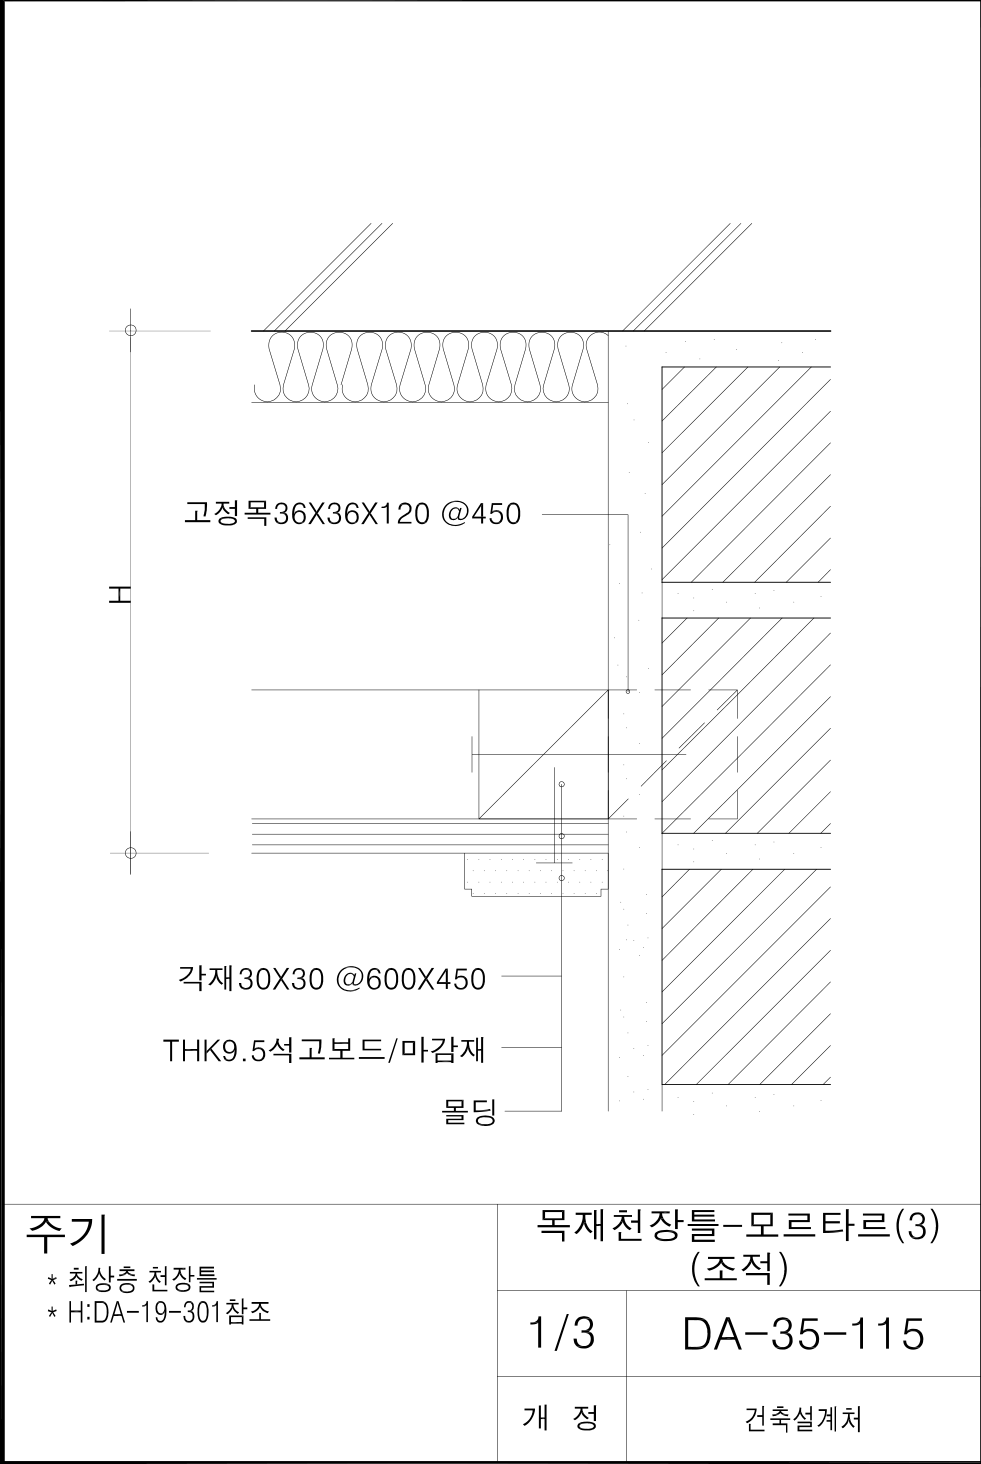 고정목36X36X120 @450
H
각재30X30 @600X450
THK9.5석고보드/마감재
몰딩
주기
* 최상층 천장틀
* H:DA-19-301참조
목재천장틀-모르타르(3)
(조적)
1/3
DA-35-115
개 정
건축설계처